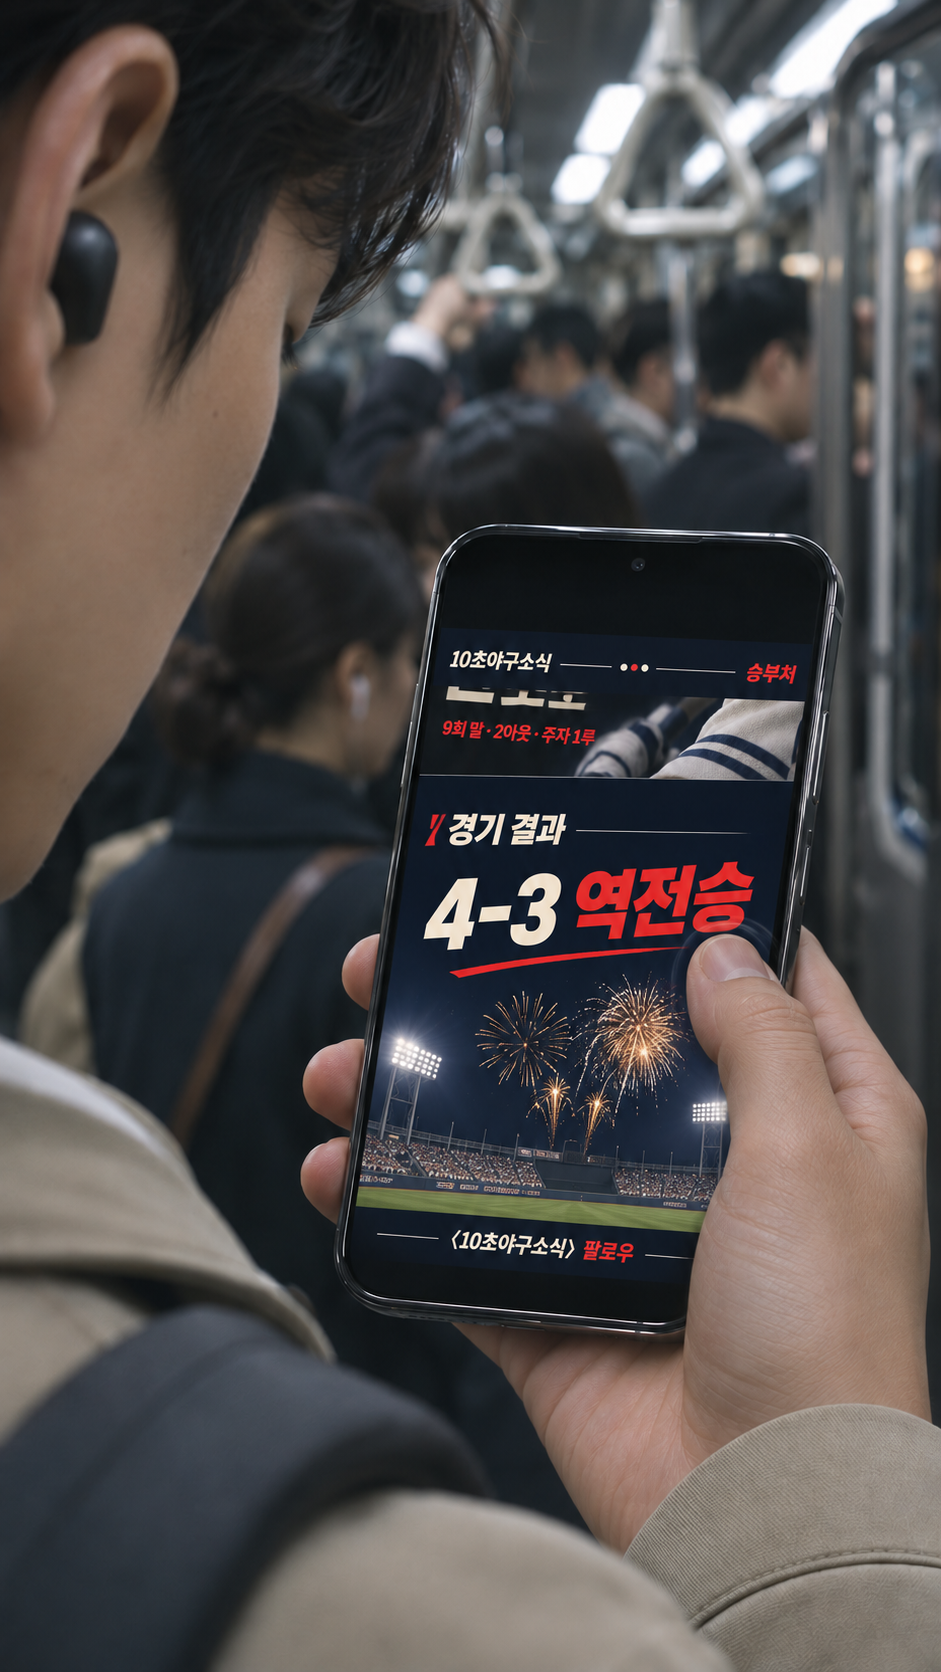 10초야구소식
승부처
9회 말·2아웃·주자 1루
경기 결과
4-3 역전승
〈10초야구소식〉 팔로우